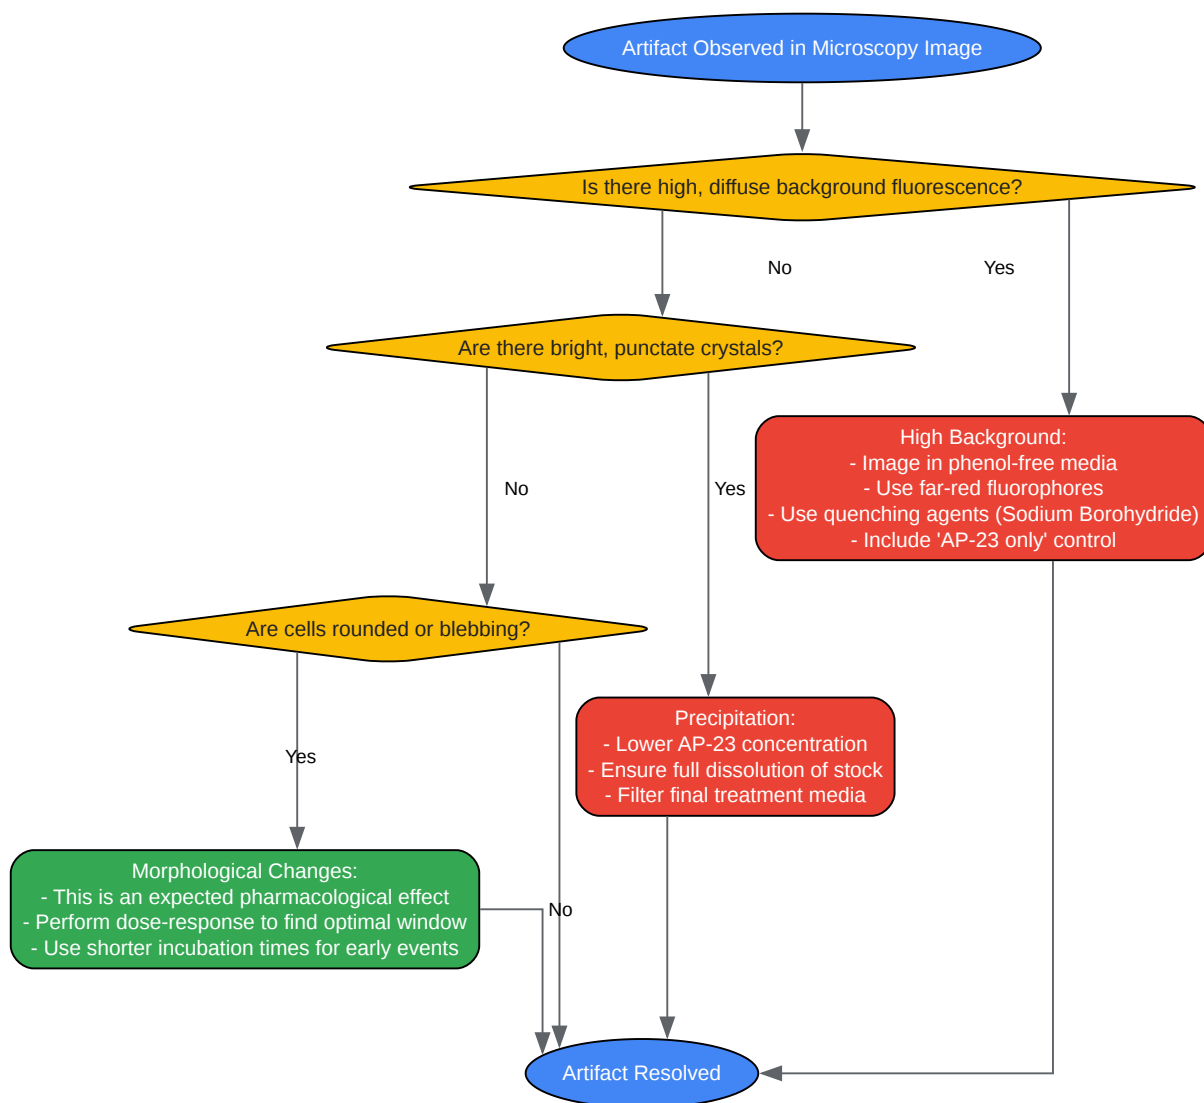 Artifact Observed in Microscopy Image
Is there high, diffuse background fluorescence?
No
Yes
Are there bright, punctate crystals?
High Background:
- Image in phenol-free media
- Use far-red fluorophores
- Use quenching agents (Sodium Borohydride)
- Include 'AP-23 only' control
No
Yes
Are cells rounded or blebbing?
Precipitation:
- Lower AP-23 concentration
- Ensure full dissolution of stock
- Filter final treatment media
Yes
Morphological Changes:
- This is an expected pharmacological effect
- Perform dose-response to find optimal window
- Use shorter incubation times for early events
No
Artifact Resolved